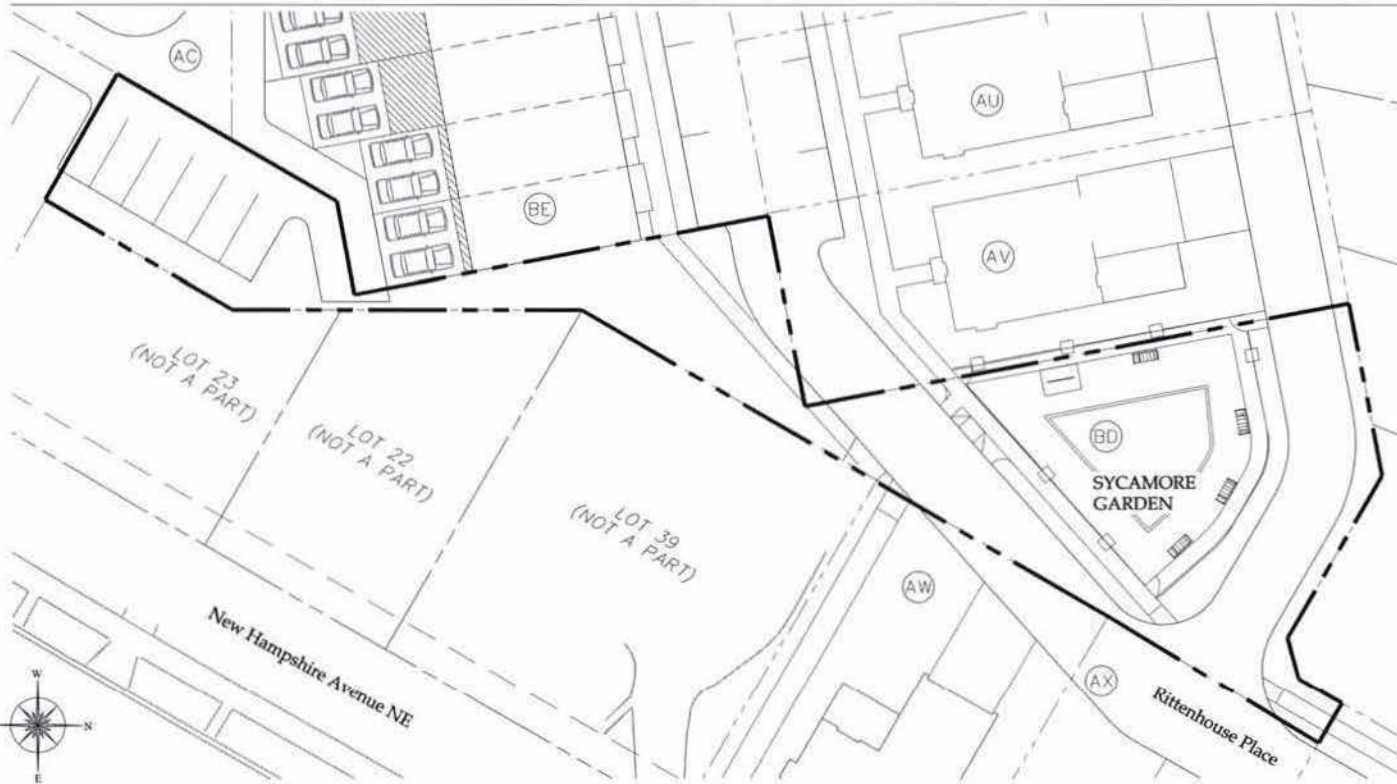 AC
AU
BE
AV
LOT 23
(NOT A PART)
LOT 22
(NOT A PART)
LOT 39
(NOT A PART)
BD
SYCAMORE
GARDEN
AW
AX
New Hampshire Avenue NE
Rittenhouse Place
W
N
E